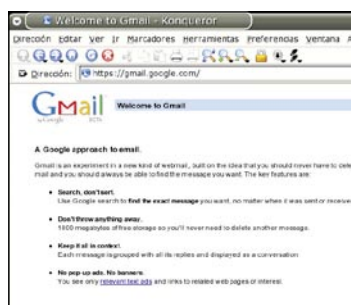 Welcome to Gmail - Konqueror
Dirección Editar Ver Ir Marcadores Herramientas Preferencias Ventana A
Dirección: https://gmail.google.com/
Gmail
by Google BETA
Welcome to Gmail
A Google approach to email.
Gmail is an experiment in a new kind of webmail, built on the idea that you should never have to dele
mail and you should always be able to find the message you want. The key features are:
• Search, don't sort.
Use Google search to find the exact message you want, no matter when it was sent or receive
• Don't throw anything away.
1000 megabytes of free storage so you'll never need to delete another message.
• Keep it all in context.
Each message is grouped with all its replies and displayed as a conversation
• No pop-up ads. No banners.
You see only relevant text ads and links to related web pages of interest.